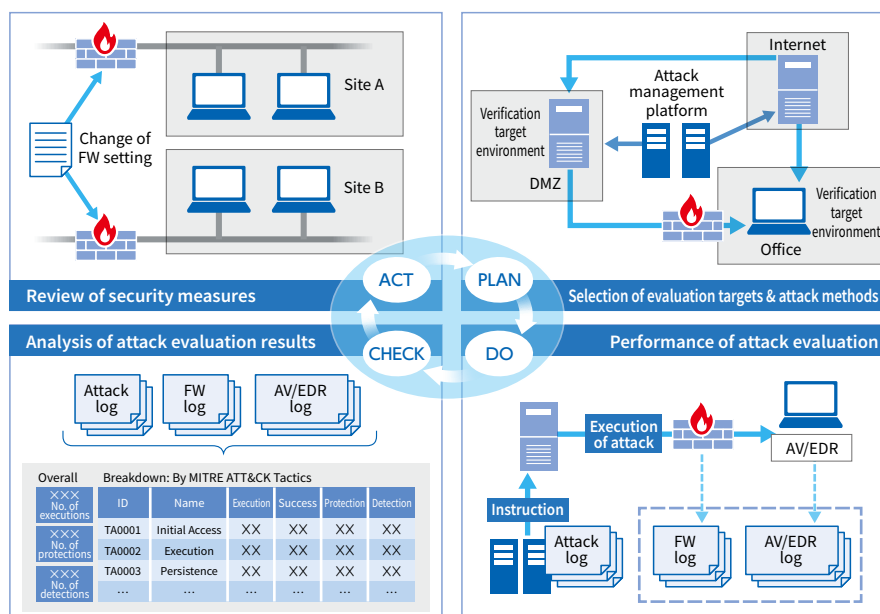 Site A
Change of
FW setting
Site B
ACT
Review of security measures
Internet
Attack
management
platform
Verification
target
environment
DMZ
Verification
target
environment
Office
PLAN
Selection of evaluation targets & attack methods
Analysis of attack evaluation results
CHECK
Attack
log
FW
log
AV/EDR
log
Overall
Breakdown: By MITRE ATT&CK Tactics
XXX
No. of
executions
XXX
No. of
protections
XXX
No. of
detections
ID Name Execution Success Protection Detection
TA0001 Initial Access XX XX XX XX
TA0002 Execution XX XX XX XX
TA0003 Persistence XX XX XX XX
... ... ... ... ... ...
DO
Performance of attack evaluation
Execution
of attack
AV/EDR
Instruction
Attack
log
FW
log
AV/EDR
log